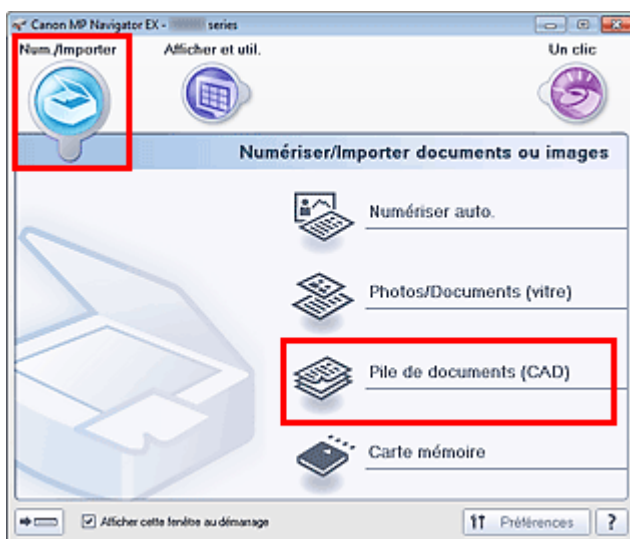 Canon MP Navigator EX - series
Num./Importer Afficher et util. Un clic
Numériser/Importer documents ou images
Numériser auto.
Photos/Documents (vitre)
Pile de documents (CAD)
Carte mémoire
Afficher cette fenêtre au démarrage Préférences ?